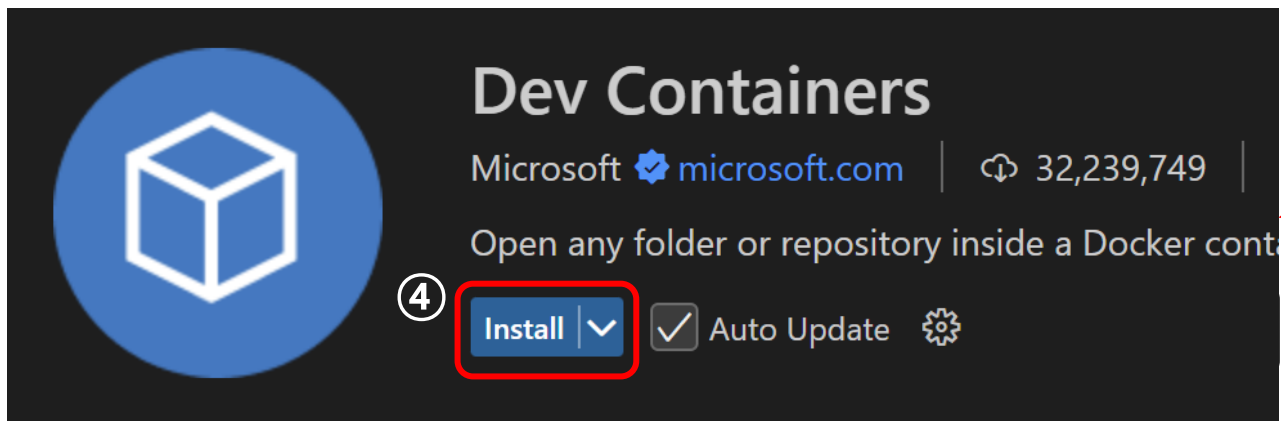 Dev Containers
Microsoft microsoft.com 32,239,749
Open any folder or repository inside a Docker
④ Install Auto Update